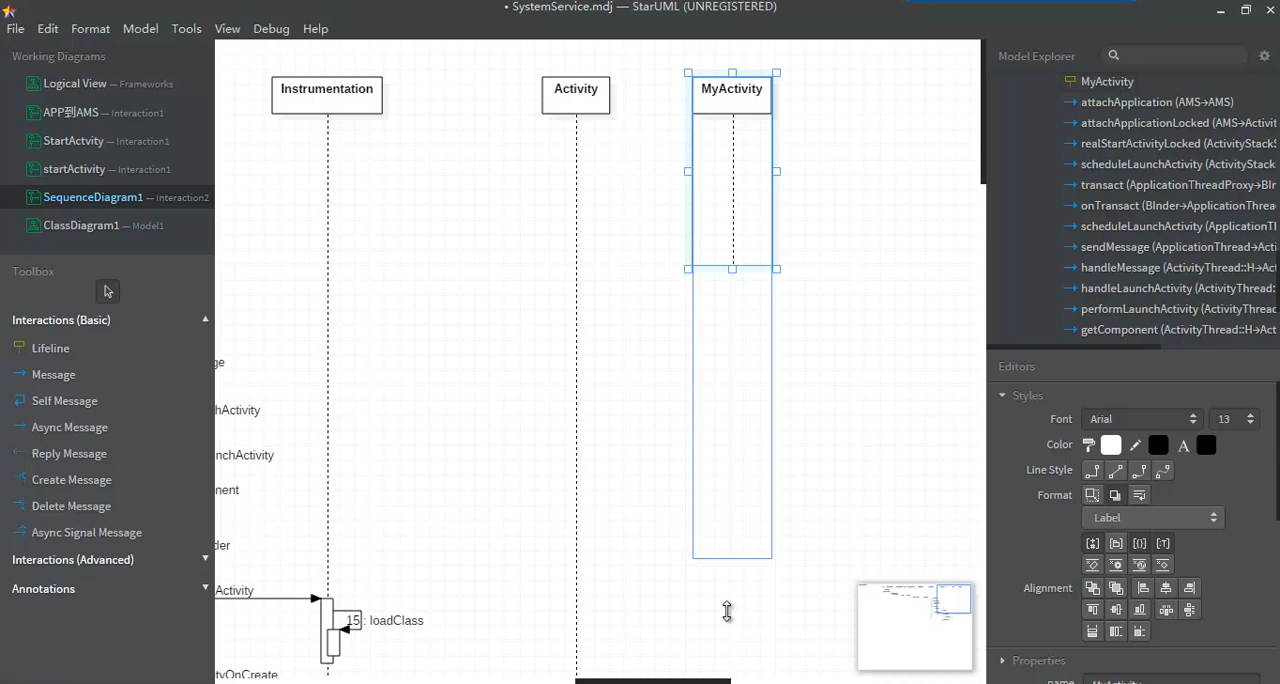 • SystemService.mdj — StarUML (UNREGISTERED)
File Edit Format Model Tools View Debug Help
Working Diagrams
Logical View — Frameworks
APP到AMS — Interaction1
StartActvity — Interaction1
startActivity — Interaction1
SequenceDiagram1 — Interaction2
ClassDiagram1 — Model1
Toolbox
Interactions (Basic)
Lifeline
Message
Self Message
Async Message
Reply Message
Create Message
Delete Message
Async Signal Message
Interactions (Advanced)
Annotations
Instrumentation
Activity
MyActivity
ge
hActivity
nchActivity
nent
der
Activity
15 : loadClass
tyOnCreate
Model Explorer
MyActivity
attachApplication (AMS→AMS)
attachApplicationLocked (AMS→Activit
realStartActivityLocked (ActivityStackS
scheduleLaunchActivity (ActivityStack
transact (ApplicationThreadProxy→BIn
onTransact (BInder→ApplicationThrea
scheduleLaunchActivity (ApplicationTl
sendMessage (ApplicationThread→Acti
handleMessage (ActivityThread::H→Act
handleLaunchActivity (ActivityThread:
performLaunchActivity (ActivityThreac
getComponent (ActivityThread::H→Act
Editors
Styles
Font Arial 13
Color A
Line Style
Format
Label
Alignment
Properties
name MyActivity